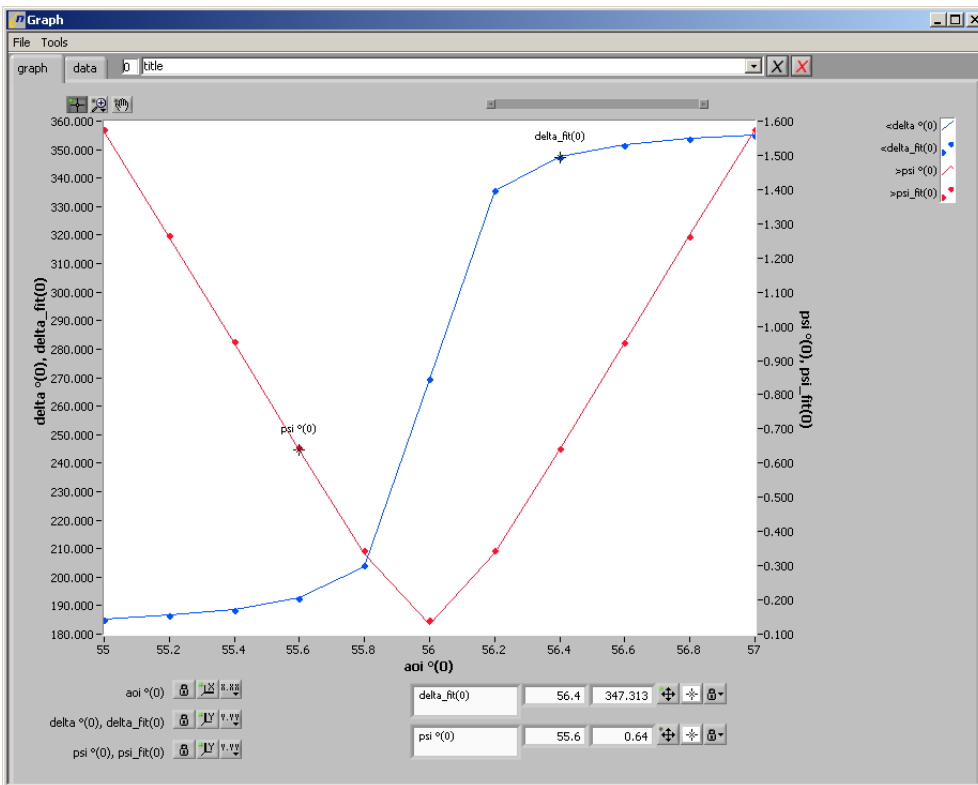 Graph
File Tools
graph data 0 title X X
360.000
350.000
340.000
330.000
320.000
310.000
300.000
290.000
280.000
270.000
260.000
250.000
240.000
230.000
220.000
210.000
200.000
190.000
180.000
delta °(0), delta_fit(0)
delta_fit(0)
psi °(0)
1.600
1.500
1.400
1.300
1.200
1.100
1.000
0.900
0.800
0.700
0.600
0.500
0.400
0.300
0.200
0.100
psi °(0), psi_fit(0)
<delta °(0)
<delta_fit(0)
>psi °(0)
>psi_fit(0)
55 55.2 55.4 55.6 55.8 56 56.2 56.4 56.6 56.8 57
aoi °(0)
aoi °(0)
delta °(0), delta_fit(0)
psi °(0), psi_fit(0)
delta_fit(0) 56.4 347.313
psi °(0) 55.6 0.64